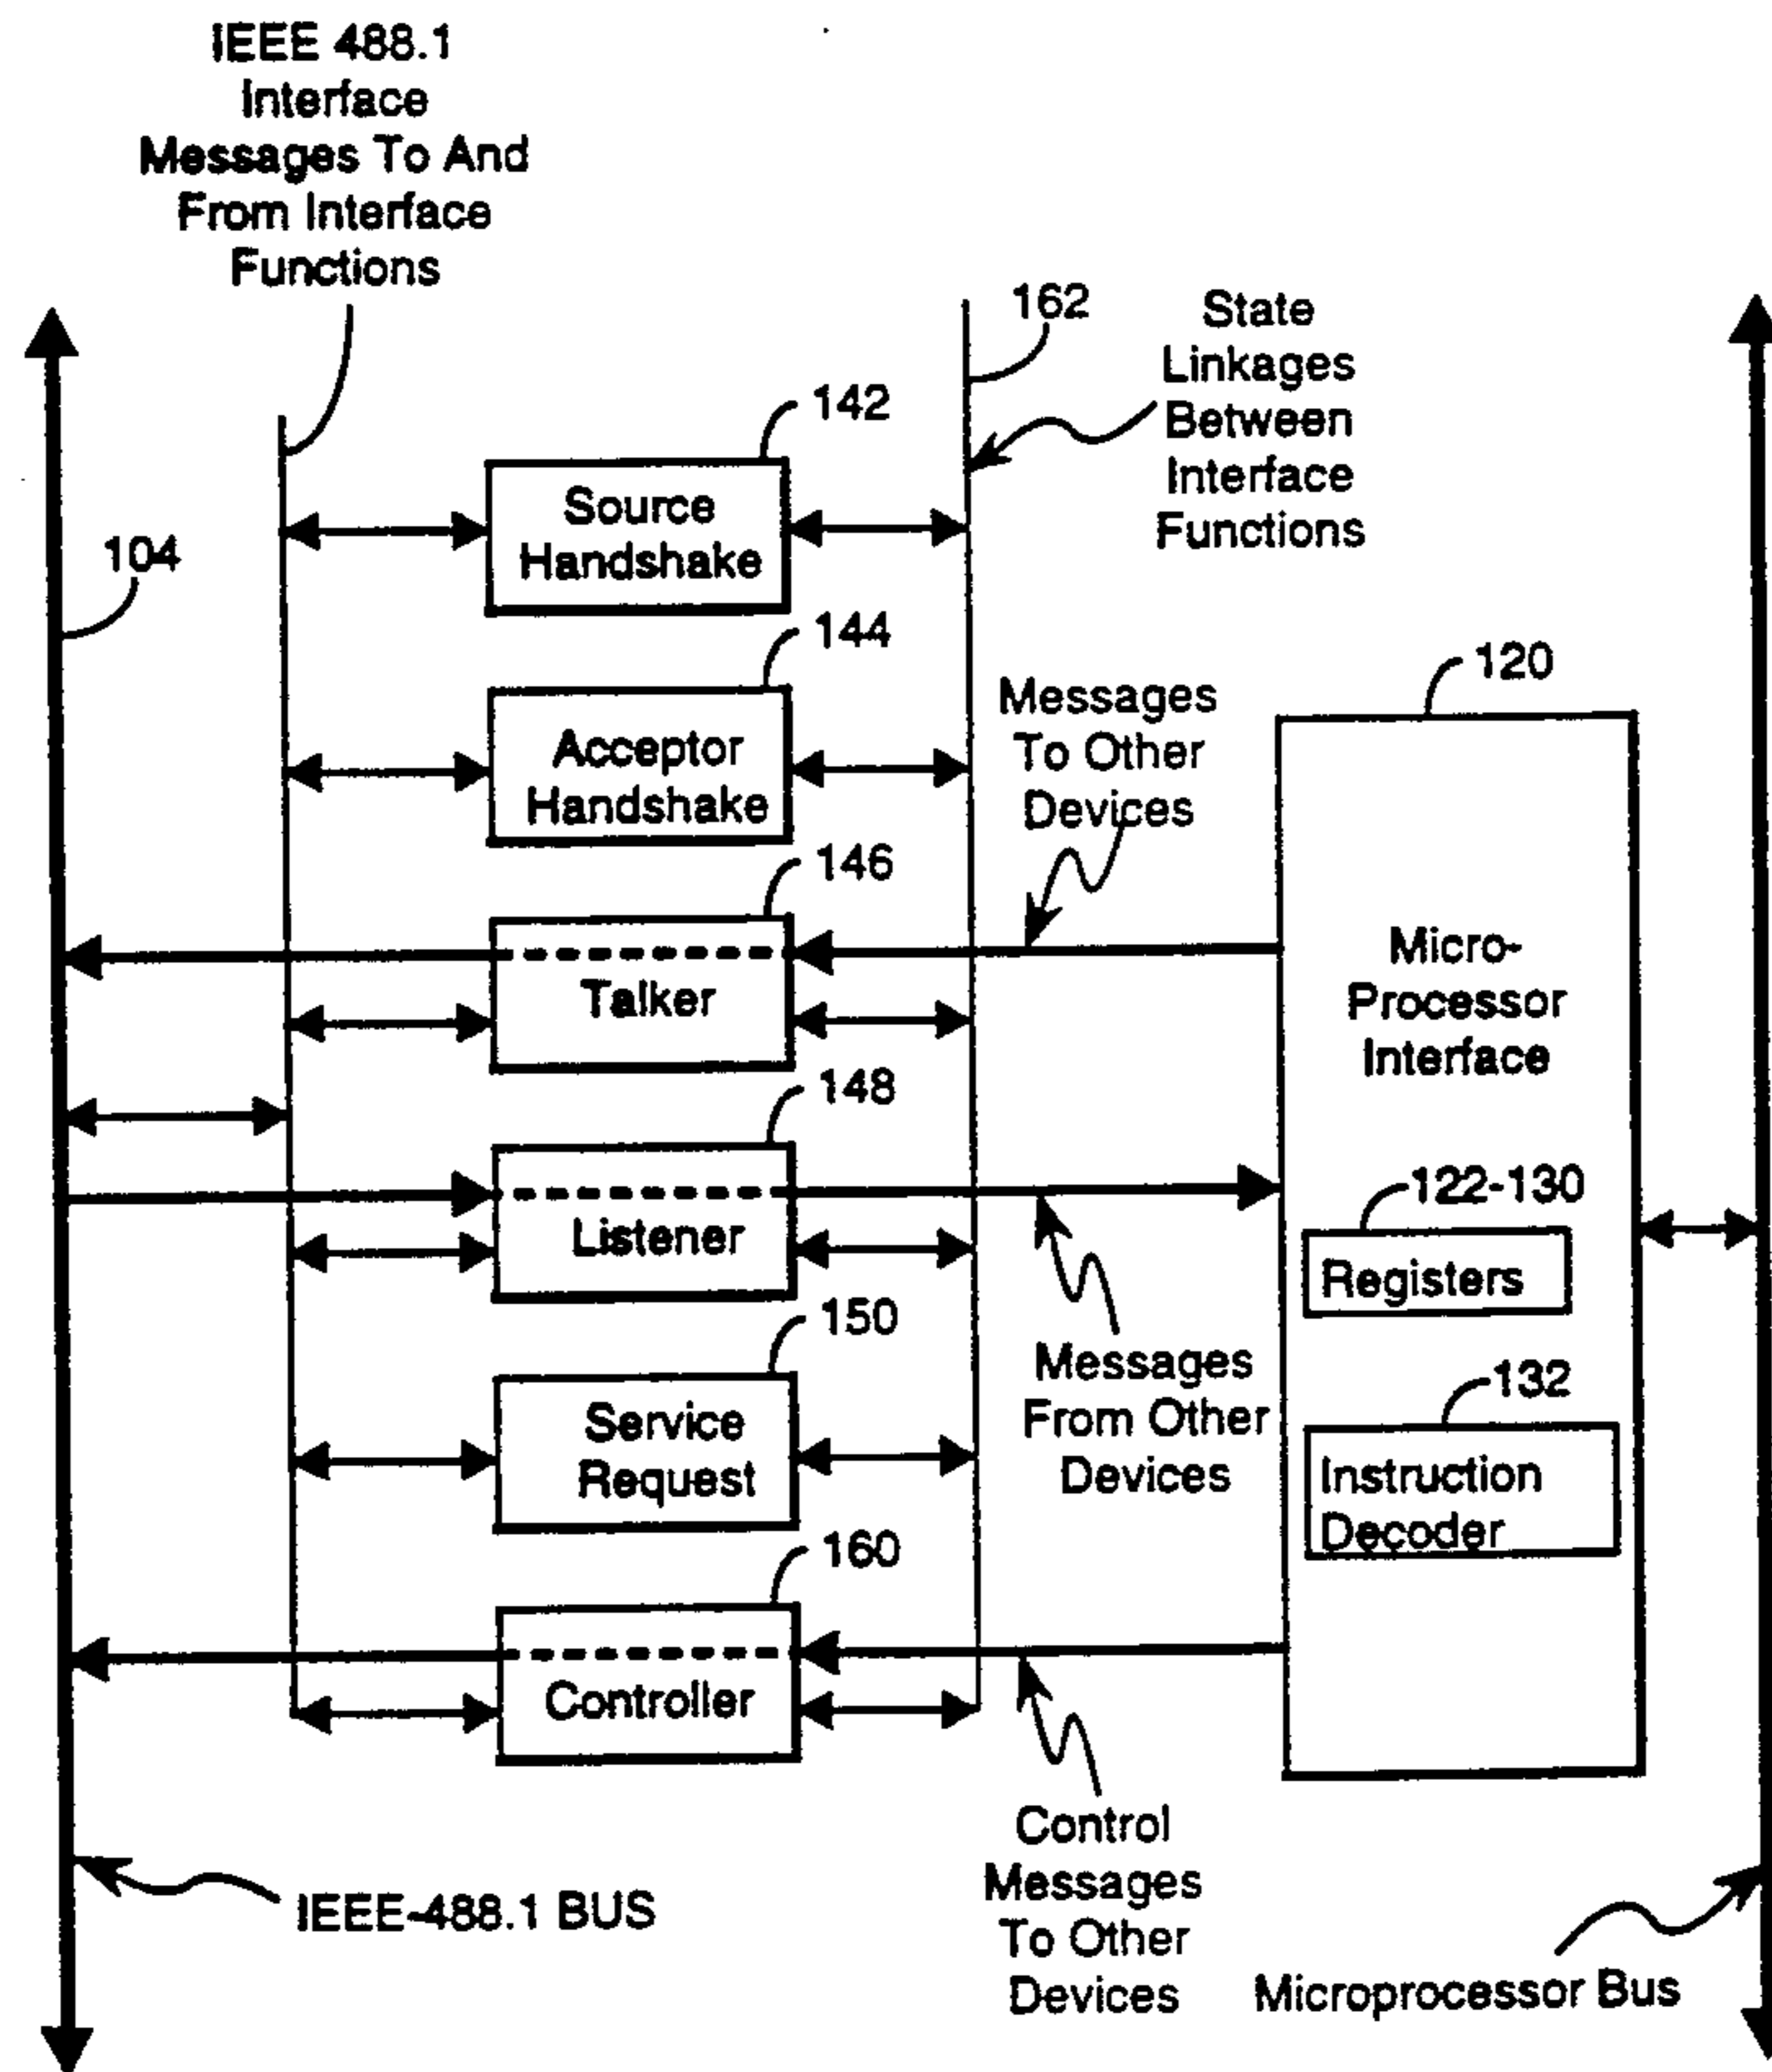 IEEE 488.1
Interface
Messages To And
From Interface
Functions
162
State
Linkages
Between
Interface
Functions
142
Source
Handshake
104
144
Acceptor
Handshake
Messages
To Other
Devices
120
146
Talker
Micro-
Processor
Interface
148
Listener
122-130
Registers
150
Service
Request
Messages
From Other
Devices
132
Instruction
Decoder
160
Controller
Control
Messages
To Other
Devices
IEEE-488.1 BUS
Microprocessor Bus